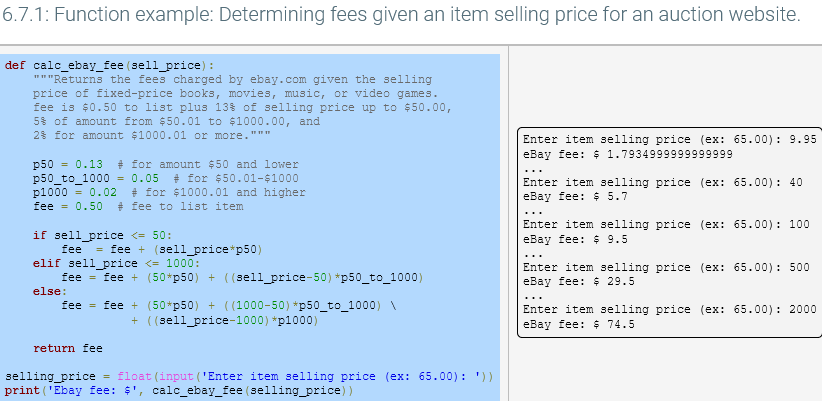 6.7.1: Function example: Determining fees given an item selling price for an auction website.
def calc_ebay_fee(sell_price):
    """Returns the fees charged by ebay.com given the selling
    price of fixed-price books, movies, music, or video games.
    fee is $0.50 to list plus 13% of selling price up to $50.00,
    5% of amount from $50.01 to $1000.00, and
    2% for amount $1000.01 or more."""
    p50 = 0.13  # for amount $50 and lower
    p50_to_1000 = 0.05  # for $50.01-$1000
    p1000 = 0.02  # for $1000.01 and higher
    fee = 0.50  # fee to list item
    if sell_price <= 50:
        fee  = fee + (sell_price*p50)
    elif sell_price <= 1000:
        fee = fee + (50*p50) + ((sell_price-50)*p50_to_1000)
    else:
        fee = fee + (50*p50) + ((1000-50)*p50_to_1000) \
                  + ((sell_price-1000)*p1000)
    return fee
selling_price = float(input('Enter item selling price (ex: 65.00): '))
print('Ebay fee: $', calc_ebay_fee(selling_price))
Enter item selling price (ex: 65.00): 9.95
eBay fee: $ 1.7934999999999999
...
Enter item selling price (ex: 65.00): 40
eBay fee: $ 5.7
...
Enter item selling price (ex: 65.00): 100
eBay fee: $ 9.5
...
Enter item selling price (ex: 65.00): 500
eBay fee: $ 29.5
...
Enter item selling price (ex: 65.00): 2000
eBay fee: $ 74.5